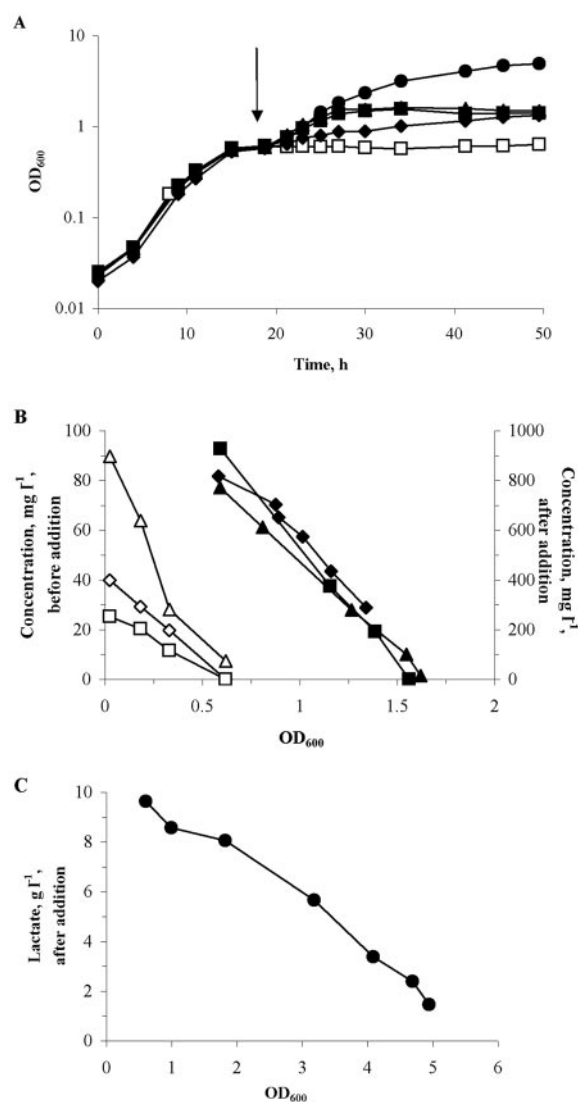 A
10
1
0.1
0.01
OD600
0 10 20 30 40 50
Time, h
B
100
80
60
40
20
0
Concentration, mg l-1,
before addition
1000
800
600
400
200
0
Concentration, mg l-1,
after addition
0 0.5 1 1.5 2
OD600
C
10
8
6
4
2
0
Lactate, g l-1,
after addition
0 1 2 3 4 5 6
OD600